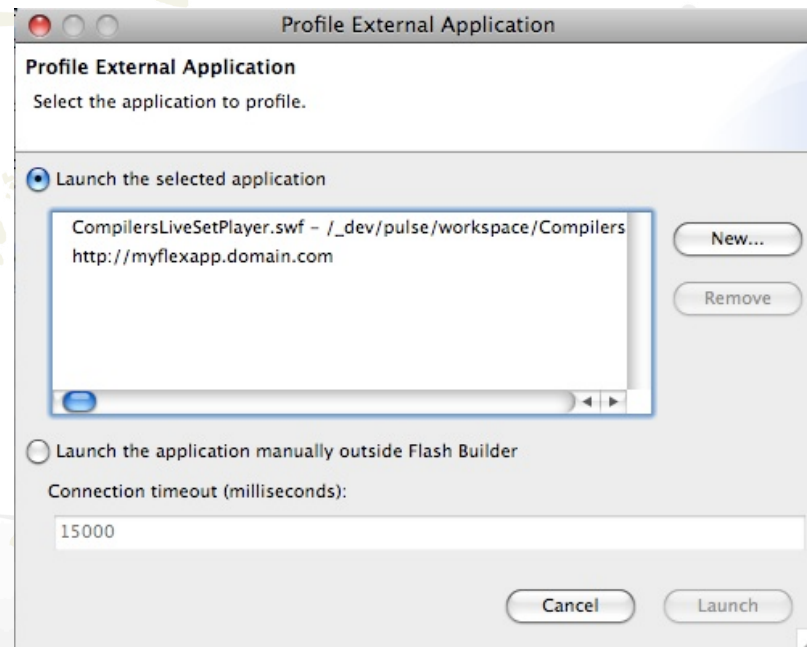 Profile External Application
Profile External Application
Select the application to profile.
Launch the selected application
CompilersLiveSetPlayer.swf – /_dev/pulse/workspace/Compilers
http://myflexapp.domain.com
New...
Remove
Launch the application manually outside Flash Builder
Connection timeout (milliseconds):
15000
Cancel
Launch